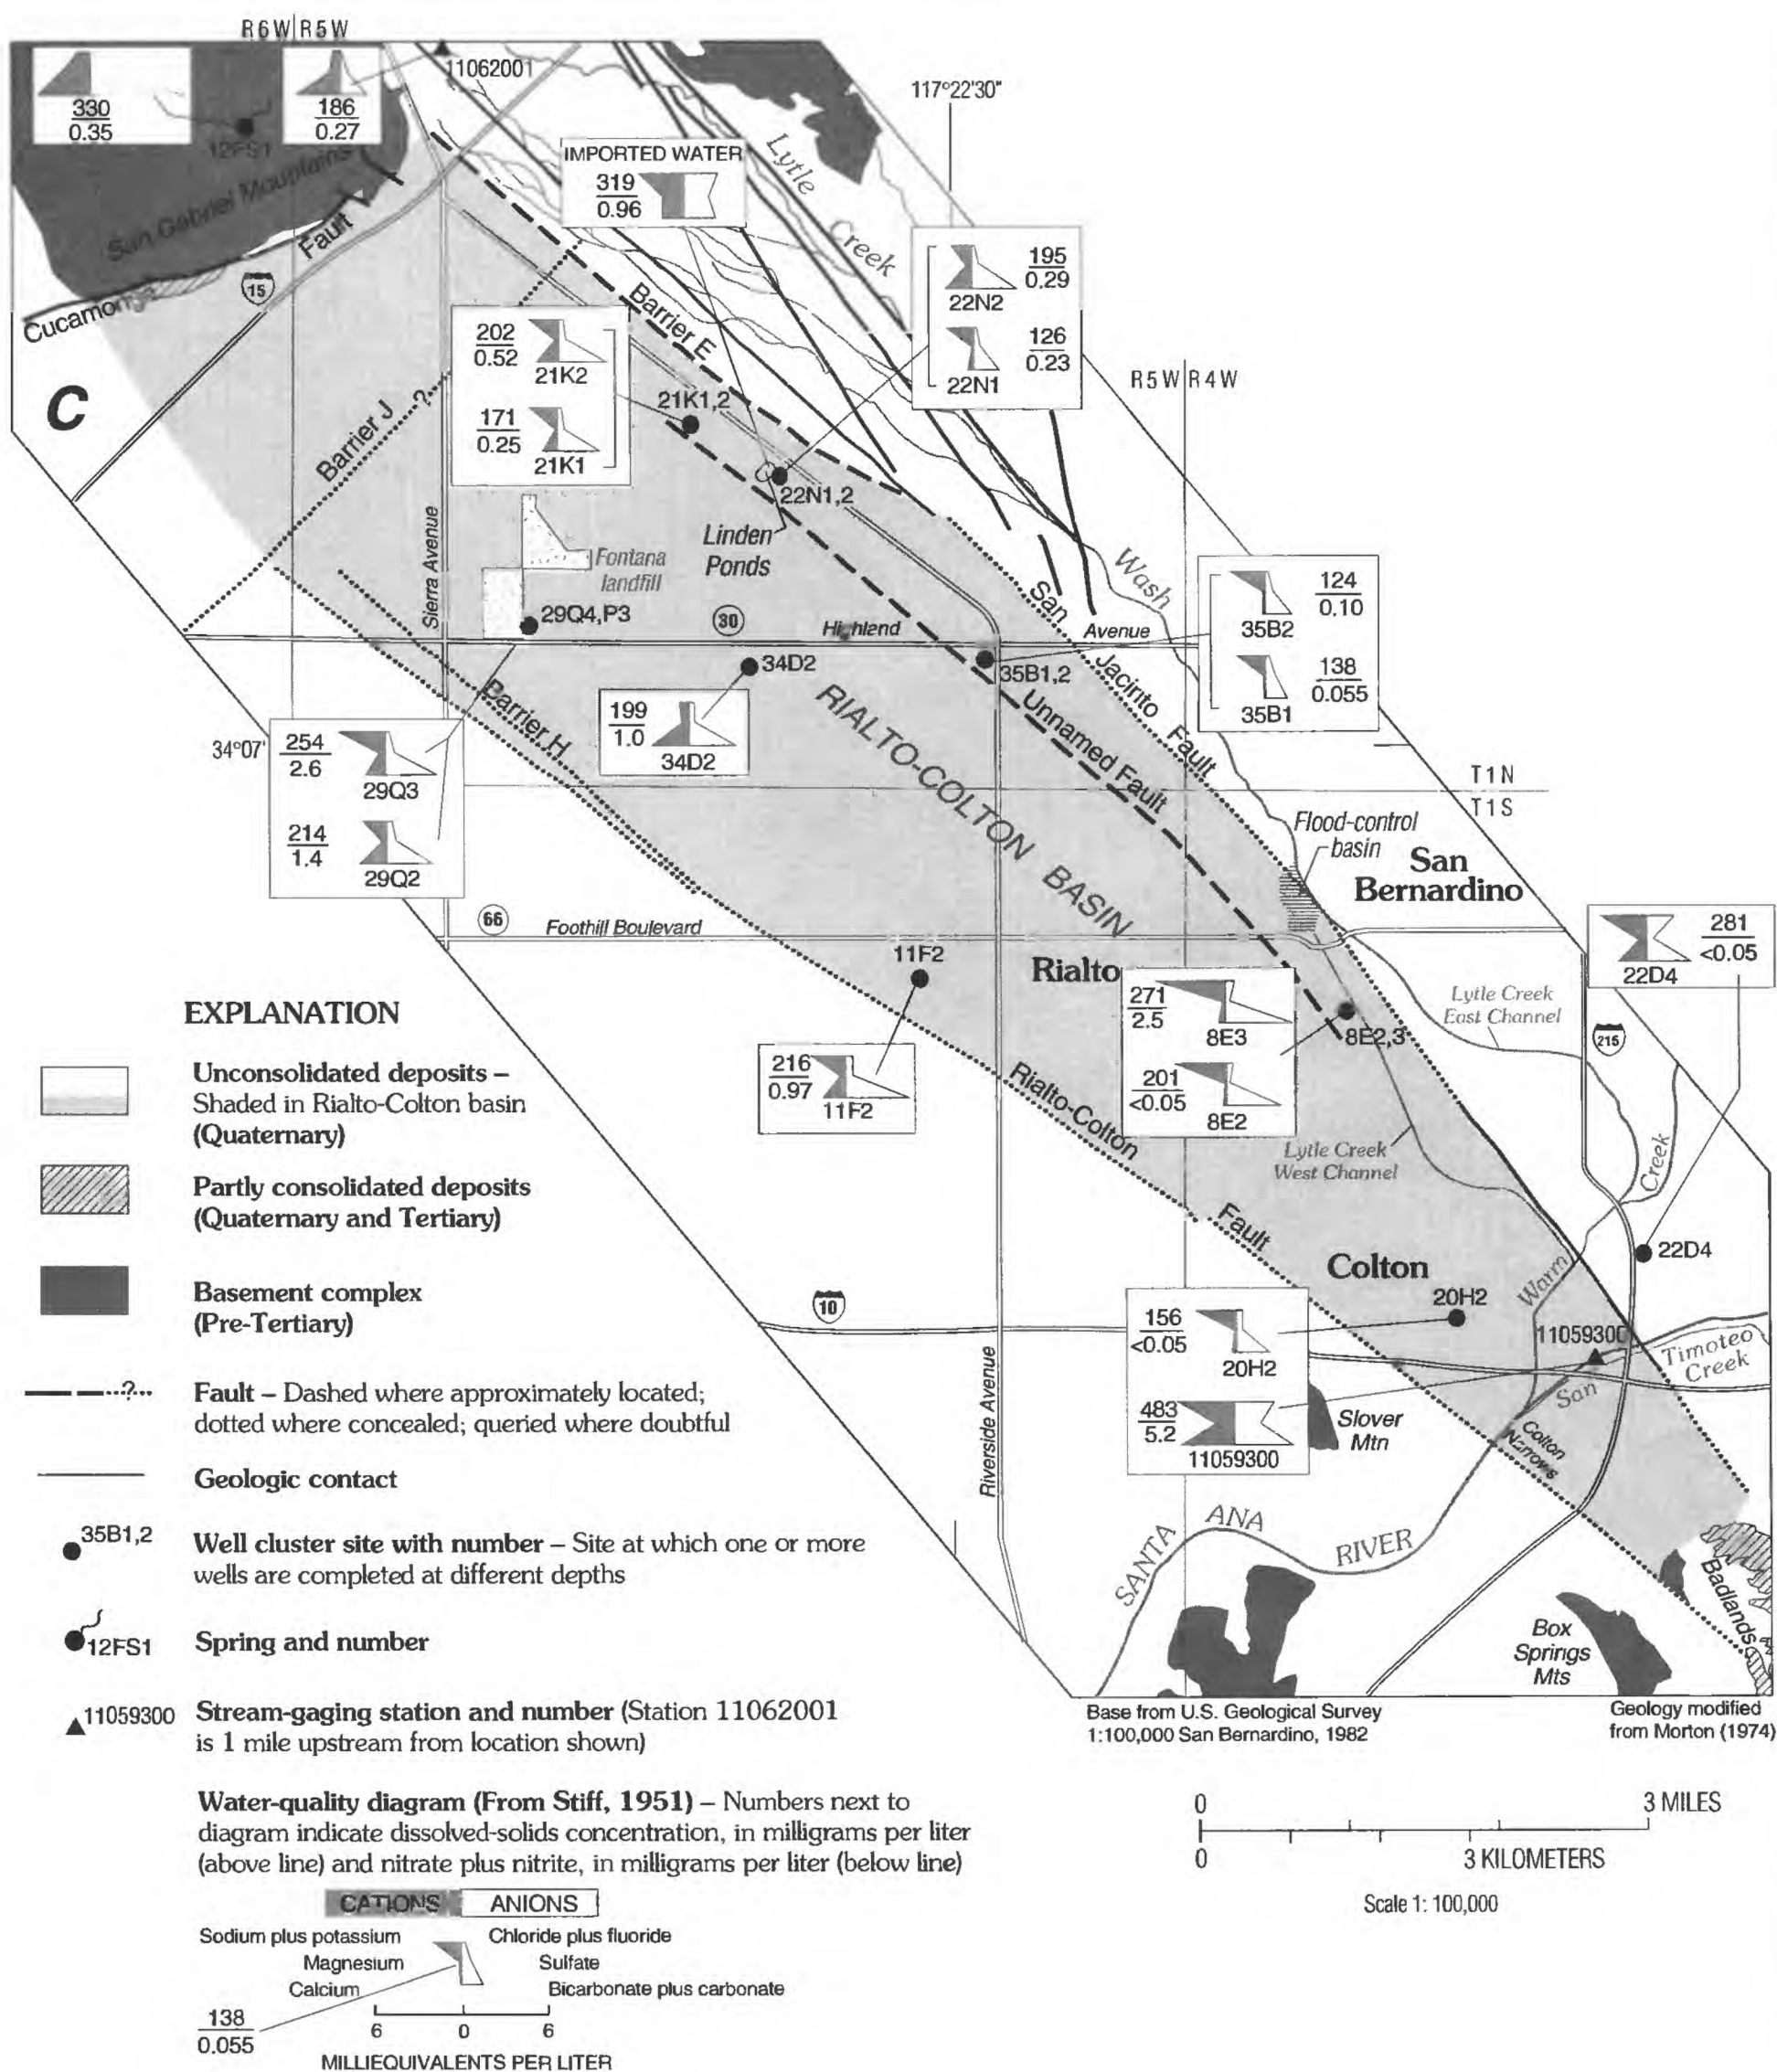 R6W R5W
11062001
117°22'30"
330
0.35
12FS1
186
0.27
San Gabriel Mountains
IMPORTED WATER
319
0.96
Lytle
Creek
Fault
15
Cucamonga
195
0.29
22N2
126
0.23
22N1
Barrier E
202
0.52
21K2
171
0.25
21K1
21K1,2
R5W R4W
C
Barrier J
?
22N1,2
Linden
Ponds
Sierra Avenue
Fontana
landfill
29Q4,P3
30
Highland
Avenue
Wash
124
0.10
35B2
138
0.055
35B1
San
Jacinto
Fault
34D2
35B1,2
Unnamed Fault
RIALTO-COLTON BASIN
Barrier H
199
1.0
34D2
34°07'
254
2.6
29Q3
214
1.4
29Q2
T1N
T1S
Flood-control
basin
San
Bernardino
66
Foothill Boulevard
11F2
Rialto
281
<0.05
22D4
271
2.5
8E3
201
<0.05
8E2
8E2,3
Lytle Creek
East Channel
215
216
0.97
11F2
Rialto-Colton
Fault
Lytle Creek
West Channel
Creek
Warm
22D4
Colton
20H2
10
156
<0.05
20H2
483
5.2
11059300
11059300
San
Timoteo
Creek
Slover
Mtn
Colton
Narrows
Riverside Avenue
SANTA
ANA
RIVER
Badlands
Box
Springs
Mts
Base from U.S. Geological Survey
1:100,000 San Bernardino, 1982
Geology modified
from Morton (1974)
0 3 MILES
0 3 KILOMETERS
Scale 1: 100,000
EXPLANATION
Unconsolidated deposits –
Shaded in Rialto-Colton basin
(Quaternary)
Partly consolidated deposits
(Quaternary and Tertiary)
Basement complex
(Pre-Tertiary)
?
Fault – Dashed where approximately located;
dotted where concealed; queried where doubtful
Geologic contact
35B1,2
Well cluster site with number – Site at which one or more
wells are completed at different depths
12FS1
Spring and number
11059300
Stream-gaging station and number (Station 11062001
is 1 mile upstream from location shown)
Water-quality diagram (From Stiff, 1951) – Numbers next to
diagram indicate dissolved-solids concentration, in milligrams per liter
(above line) and nitrate plus nitrite, in milligrams per liter (below line)
CATIONS ANIONS
Sodium plus potassium Chloride plus fluoride
Magnesium Sulfate
Calcium Bicarbonate plus carbonate
138
0.055
6 0 6
MILLIEQUIVALENTS PER LITER